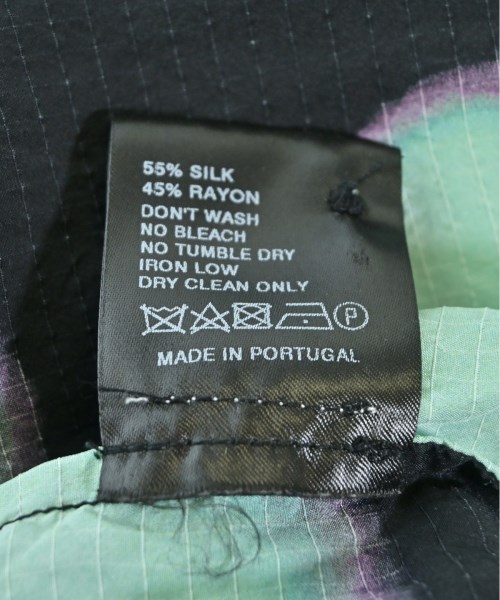 55% SILK
45% RAYON
DON'T WASH
NO BLEACH
NO TUMBLE DRY
IRON LOW
DRY CLEAN ONLY
P
MADE IN PORTUGAL